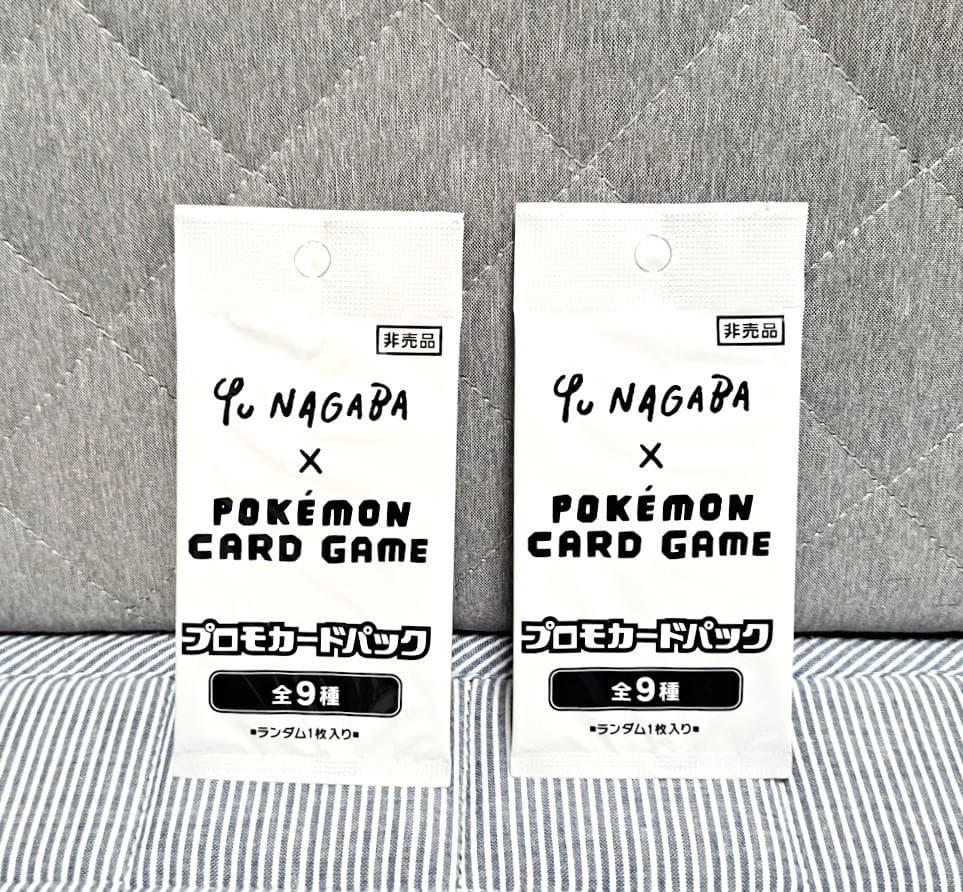 非売品
Yu NAGABA
×
POKÉMON
CARD GAME
プロモカードパック
全9種
■ランダム1枚入り■
非売品
Yu NAGABA
×
POKÉMON
CARD GAME
プロモカードパック
全9種
■ランダム1枚入り■